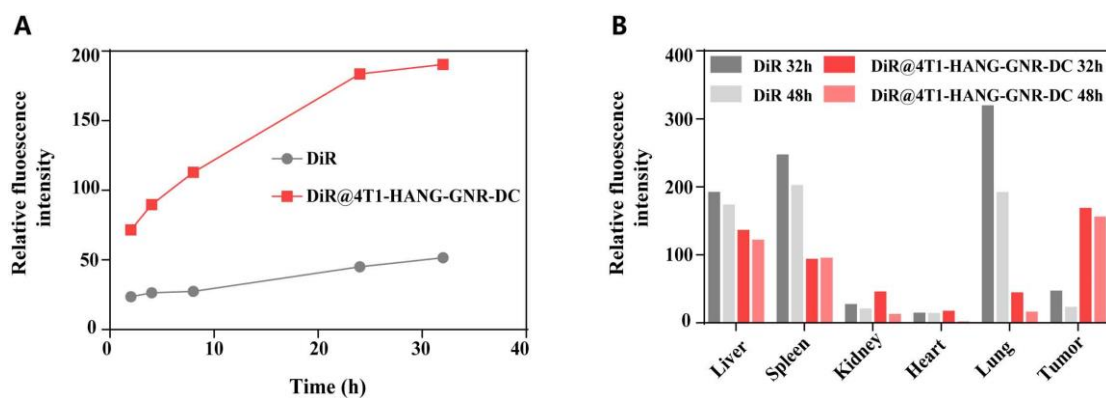 A
Relative fluoescence
intensity
200
150
100
50
0
DiR
DiR@4T1-HANG-GNR-DC
0
10
20
30
40
Time (h)
B
Relative fluoescence
intensity
400
300
200
100
0
DiR 32h
DiR@4T1-HANG-GNR-DC 32h
DiR 48h
DiR@4T1-HANG-GNR-DC 48h
Liver
Spleen
Kidney
Heart
Lung
Tumor